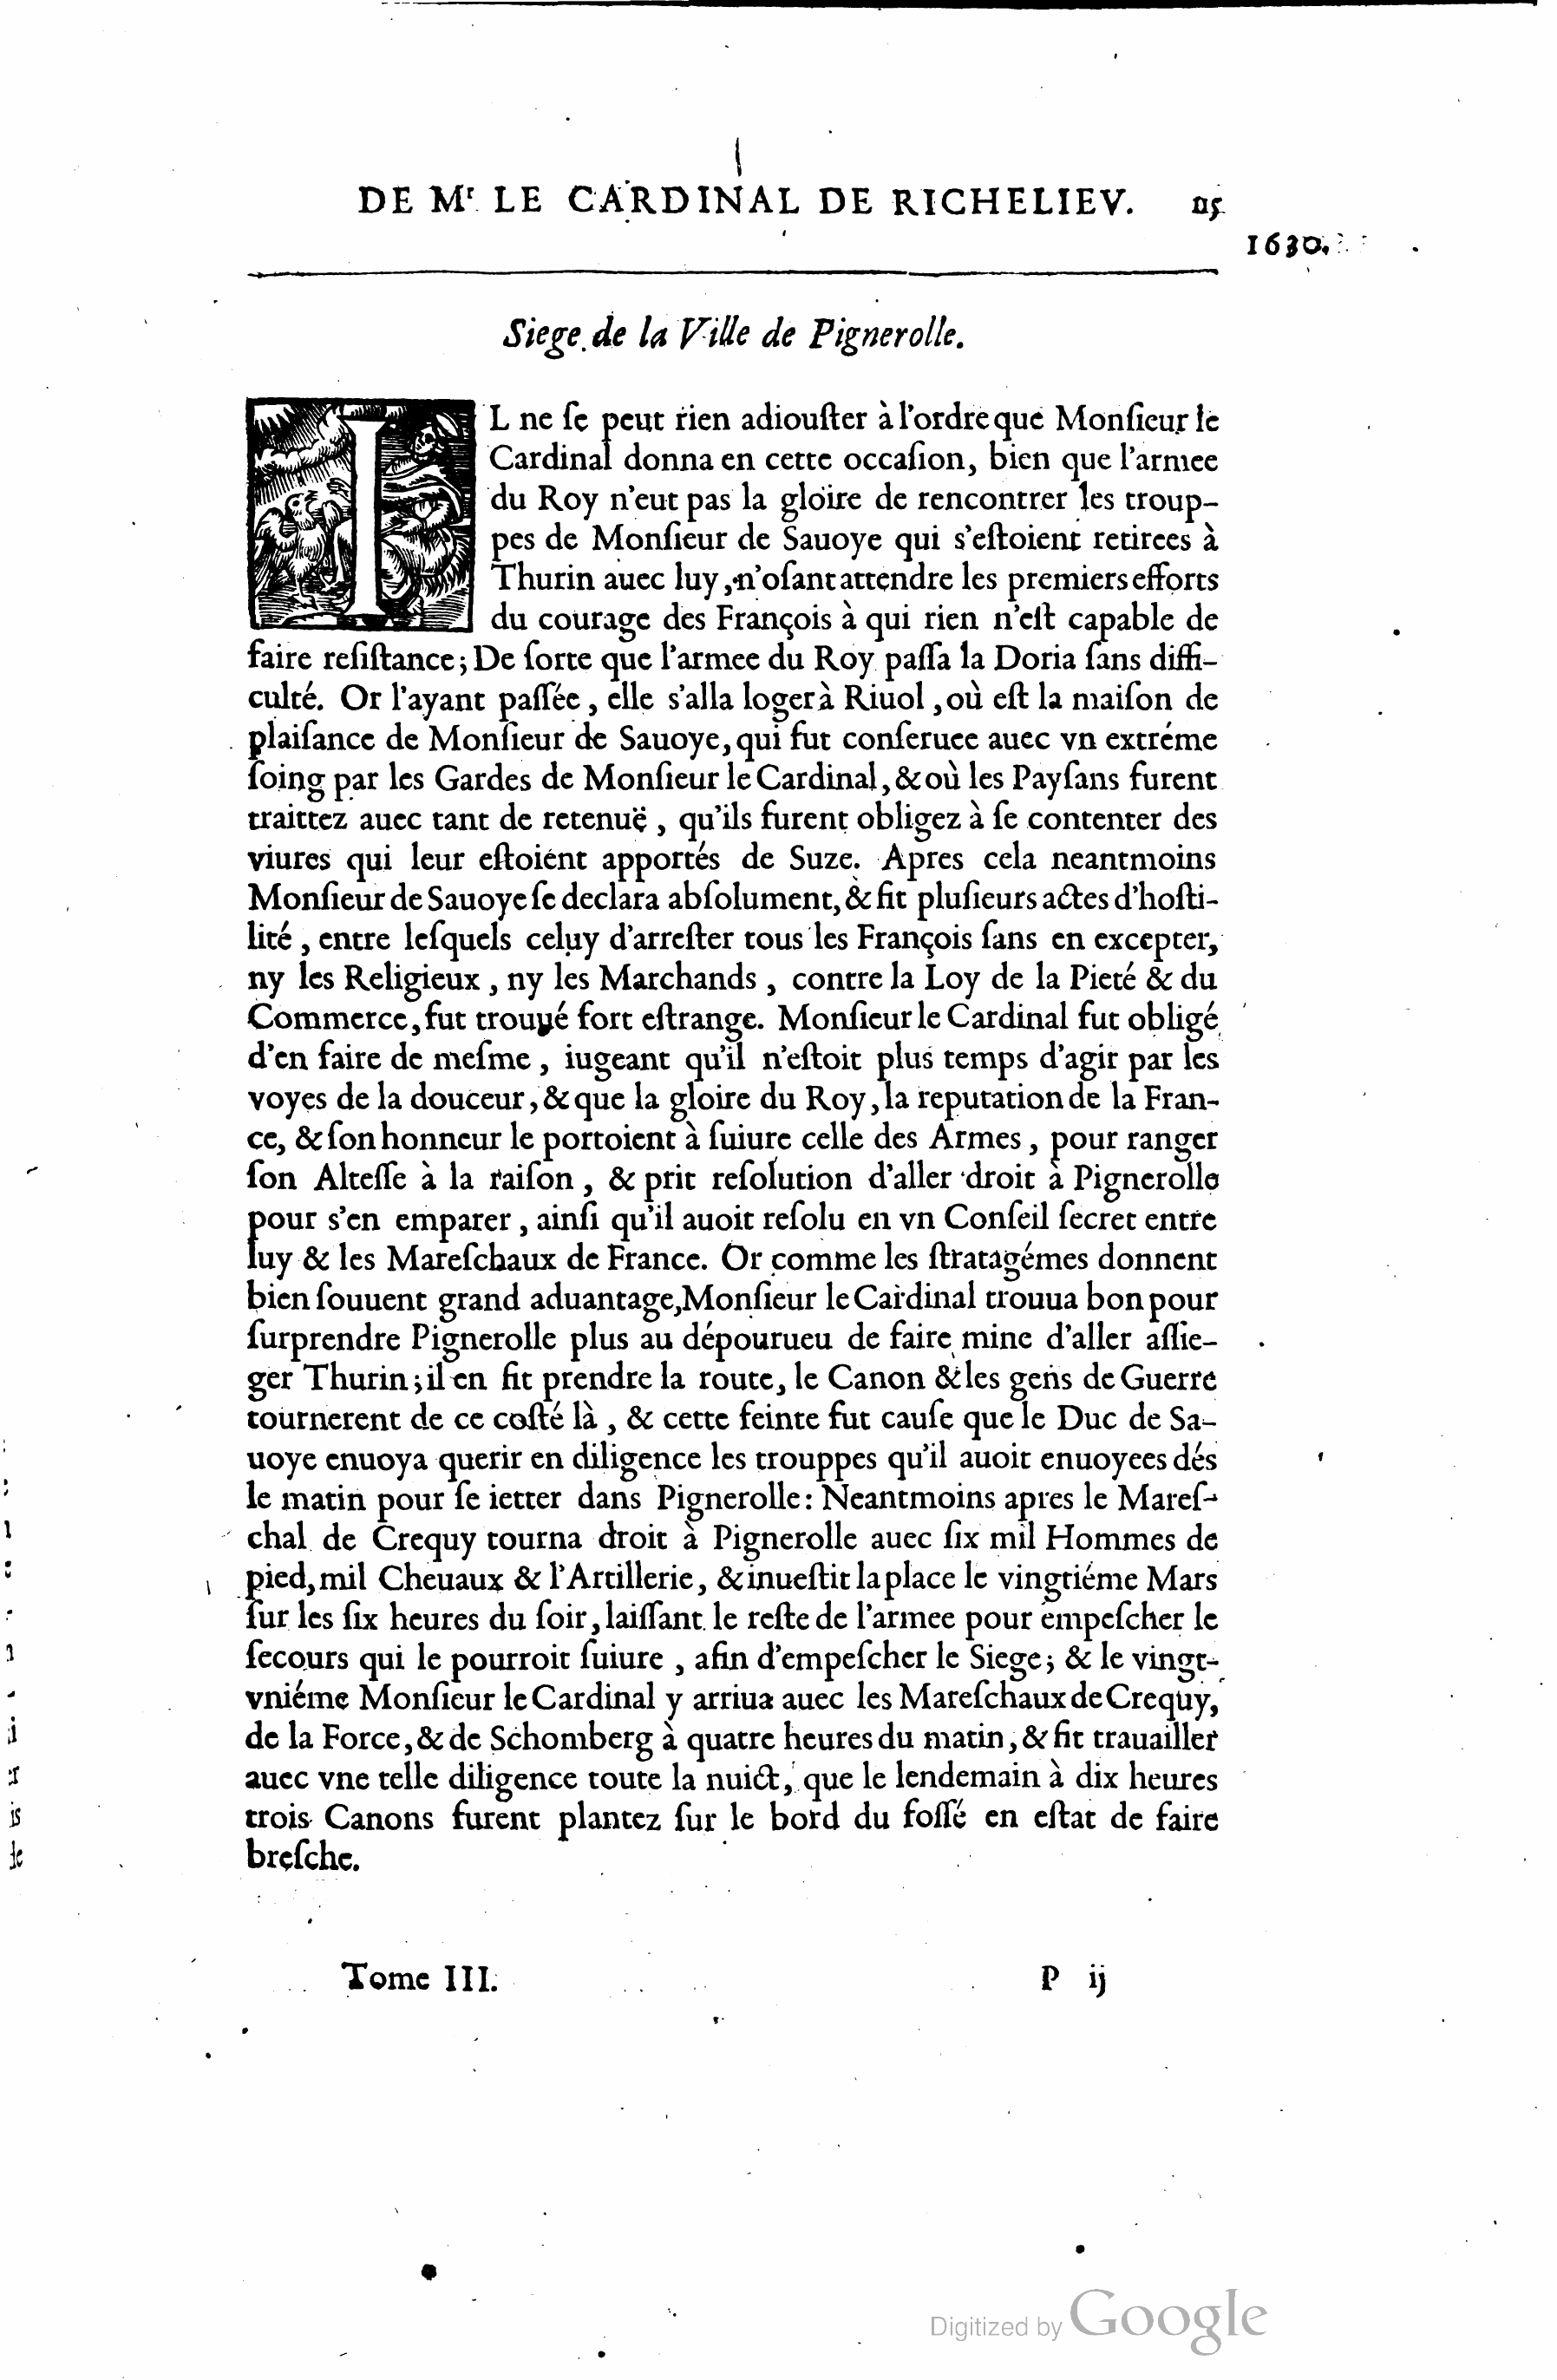 DE Mr. LE CARDINAL DE RICHELIEV.
1630.
Siege de la Ville de Pignerolle.
IL ne ſe peut rien adiouſter à l'ordre que Monſieur le
Cardinal donna en cette occaſion, bien que l'armee
du Roy n'eut pas la gloire de rencontrer les troup-
pes de Monſieur de Sauoye qui s'eſtoient retirees à
Thurin auec luy, n'oſant attendre les premiers efforts
du courage des François à qui rien n'eſt capable de
faire reſiſtance; De ſorte que l'armee du Roy paſſa la Doria ſans diffi-
culté. Or l'ayant paſſée, elle s'alla loger à Riuol, où eſt la maiſon de
plaiſance de Monſieur de Sauoye, qui fut conſeruee auec vn extréme
ſoing par les Gardes de Monſieur le Cardinal, & où les Payſans furent
traittez auec tant de retenuë, qu'ils furent obligez à ſe contenter des
viures qui leur eſtoient apportés de Suze. Apres cela neantmoins
Monſieur de Sauoye ſe declara abſolument, & fit pluſieurs actes d'hoſti-
lité, entre leſquels celuy d'arreſter tous les François ſans en excepter,
ny les Religieux, ny les Marchands, contre la Loy de la Pieté & du
Commerce, fut trouué fort eſtrange. Monſieur le Cardinal fut obligé
d'en faire de meſme, iugeant qu'il n'eſtoit plus temps d'agir par les
voyes de la douceur, & que la gloire du Roy, la reputation de la Fran-
ce, & ſon honneur le portoient à ſuiure celle des Armes, pour ranger
ſon Alteſſe à la raiſon, & prit reſolution d'aller droit à Pignerolle
pour s'en emparer, ainſi qu'il auoit reſolu en vn Conſeil ſecret entre
luy & les Mareſchaux de France. Or comme les ſtratagémes donnent
bien ſouuent grand aduantage, Monſieur le Cardinal trouua bon pour
ſurprendre Pignerolle plus au dépourueu de faire mine d'aller aſſie-
ger Thurin; il en fit prendre la route, le Canon & les gens de Guerre
tournerent de ce coſté là, & cette feinte fut cauſe que le Duc de Sa-
uoye enuoya querir en diligence les trouppes qu'il auoit enuoyees dés
le matin pour ſe ietter dans Pignerolle: Neantmoins apres le Mareſ-
chal de Crequy tourna droit à Pignerolle auec ſix mil Hommes de
pied, mil Cheuaux & l'Artillerie, & inueſtit la place le vingtiéme Mars
ſur les ſix heures du ſoir, laiſſant le reſte de l'armee pour empeſcher le
ſecours qui le pourroit ſuiure, afin d'empeſcher le Siege; & le vingt-
vniéme Monſieur le Cardinal y arriua auec les Mareſchaux de Crequy,
de la Force, & de Schomberg à quatre heures du matin, & fit trauailler
auec vne telle diligence toute la nuict, que le lendemain à dix heures
trois Canons furent plantez ſur le bord du foſſé en eſtat de faire
breſche.
Tome III. P ij
Digitized by Google